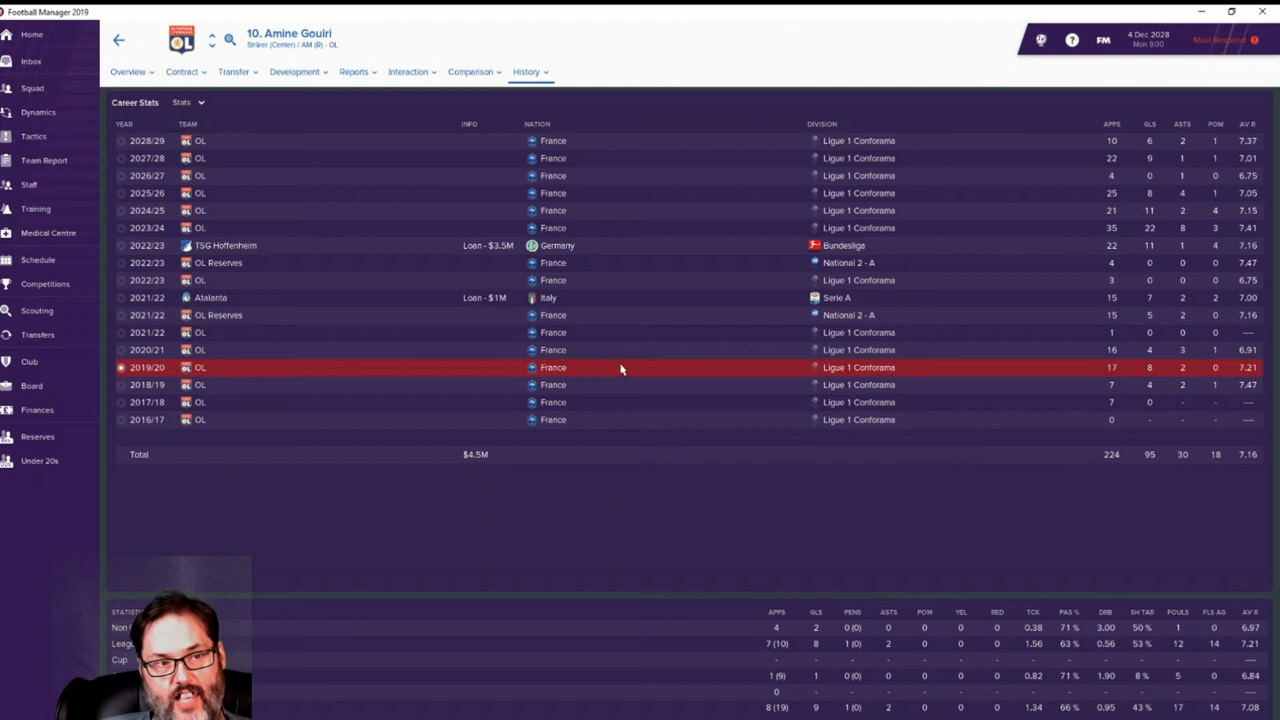 Football Manager 2019
Home
Inbox
Squad
Dynamics
Tactics
Team Report
Staff
Training
Medical Centre
Schedule
Competitions
Scouting
Transfers
Club
Board
Finances
Reserves
Under 20s
OL
10. Amine Gouiri
Striker (Center) / AM (R) - OL
? FM 4 Dec 2028 Must Respond
Mon 9:00
Overview Contract Transfer Development Reports Interaction Comparison History
Career Stats Stats
YEAR TEAM INFO NATION DIVISION APPS GLS ASTS POM AV R
2028/29 OL France Ligue 1 Conforama 10 6 2 1 7.37
2027/28 OL France Ligue 1 Conforama 22 9 1 1 7.01
2026/27 OL France Ligue 1 Conforama 4 0 1 0 6.75
2025/26 OL France Ligue 1 Conforama 25 8 4 1 7.05
2024/25 OL France Ligue 1 Conforama 21 11 2 4 7.15
2023/24 OL France Ligue 1 Conforama 35 22 8 3 7.41
2022/23 TSG Hoffenheim Loan - $3.5M Germany Bundesliga 22 11 1 4 7.16
2022/23 OL Reserves France National 2 - A 4 0 0 0 7.47
2022/23 OL France Ligue 1 Conforama 3 0 0 0 6.75
2021/22 Atalanta Loan - $1M Italy Serie A 15 7 2 2 7.00
2021/22 OL Reserves France National 2 - A 15 5 2 0 7.16
2021/22 OL France Ligue 1 Conforama 1 0 0 0 ----
2020/21 OL France Ligue 1 Conforama 16 4 3 1 6.91
2019/20 OL France Ligue 1 Conforama 17 8 2 0 7.21
2018/19 OL France Ligue 1 Conforama 7 4 2 1 7.47
2017/18 OL France Ligue 1 Conforama 7 0 - - ----
2016/17 OL France Ligue 1 Conforama 0 - - - ----
Total $4.5M 224 95 30 18 7.16
APPS GLS PENS ASTS POM YEL RED TCK PAS % DRB SH TAR FOULS FLS AG AV R
Non 4 2 0 (0) 0 0 0 0 0.38 71 % 3.00 50 % 1 0 6.97
7 (10) 8 1 (0) 2 0 0 0 1.56 63 % 0.56 53 % 12 14 7.21
Cup - - - - - - - - - - - - - ----
1 (9) 1 0 (0) 0 0 0 0 0.82 71 % 1.90 8 % 5 0 6.84
0 - - - - - - - - - - - - ----
8 (19) 9 1 (0) 2 0 0 0 1.34 66 % 0.95 43 % 17 14 7.08